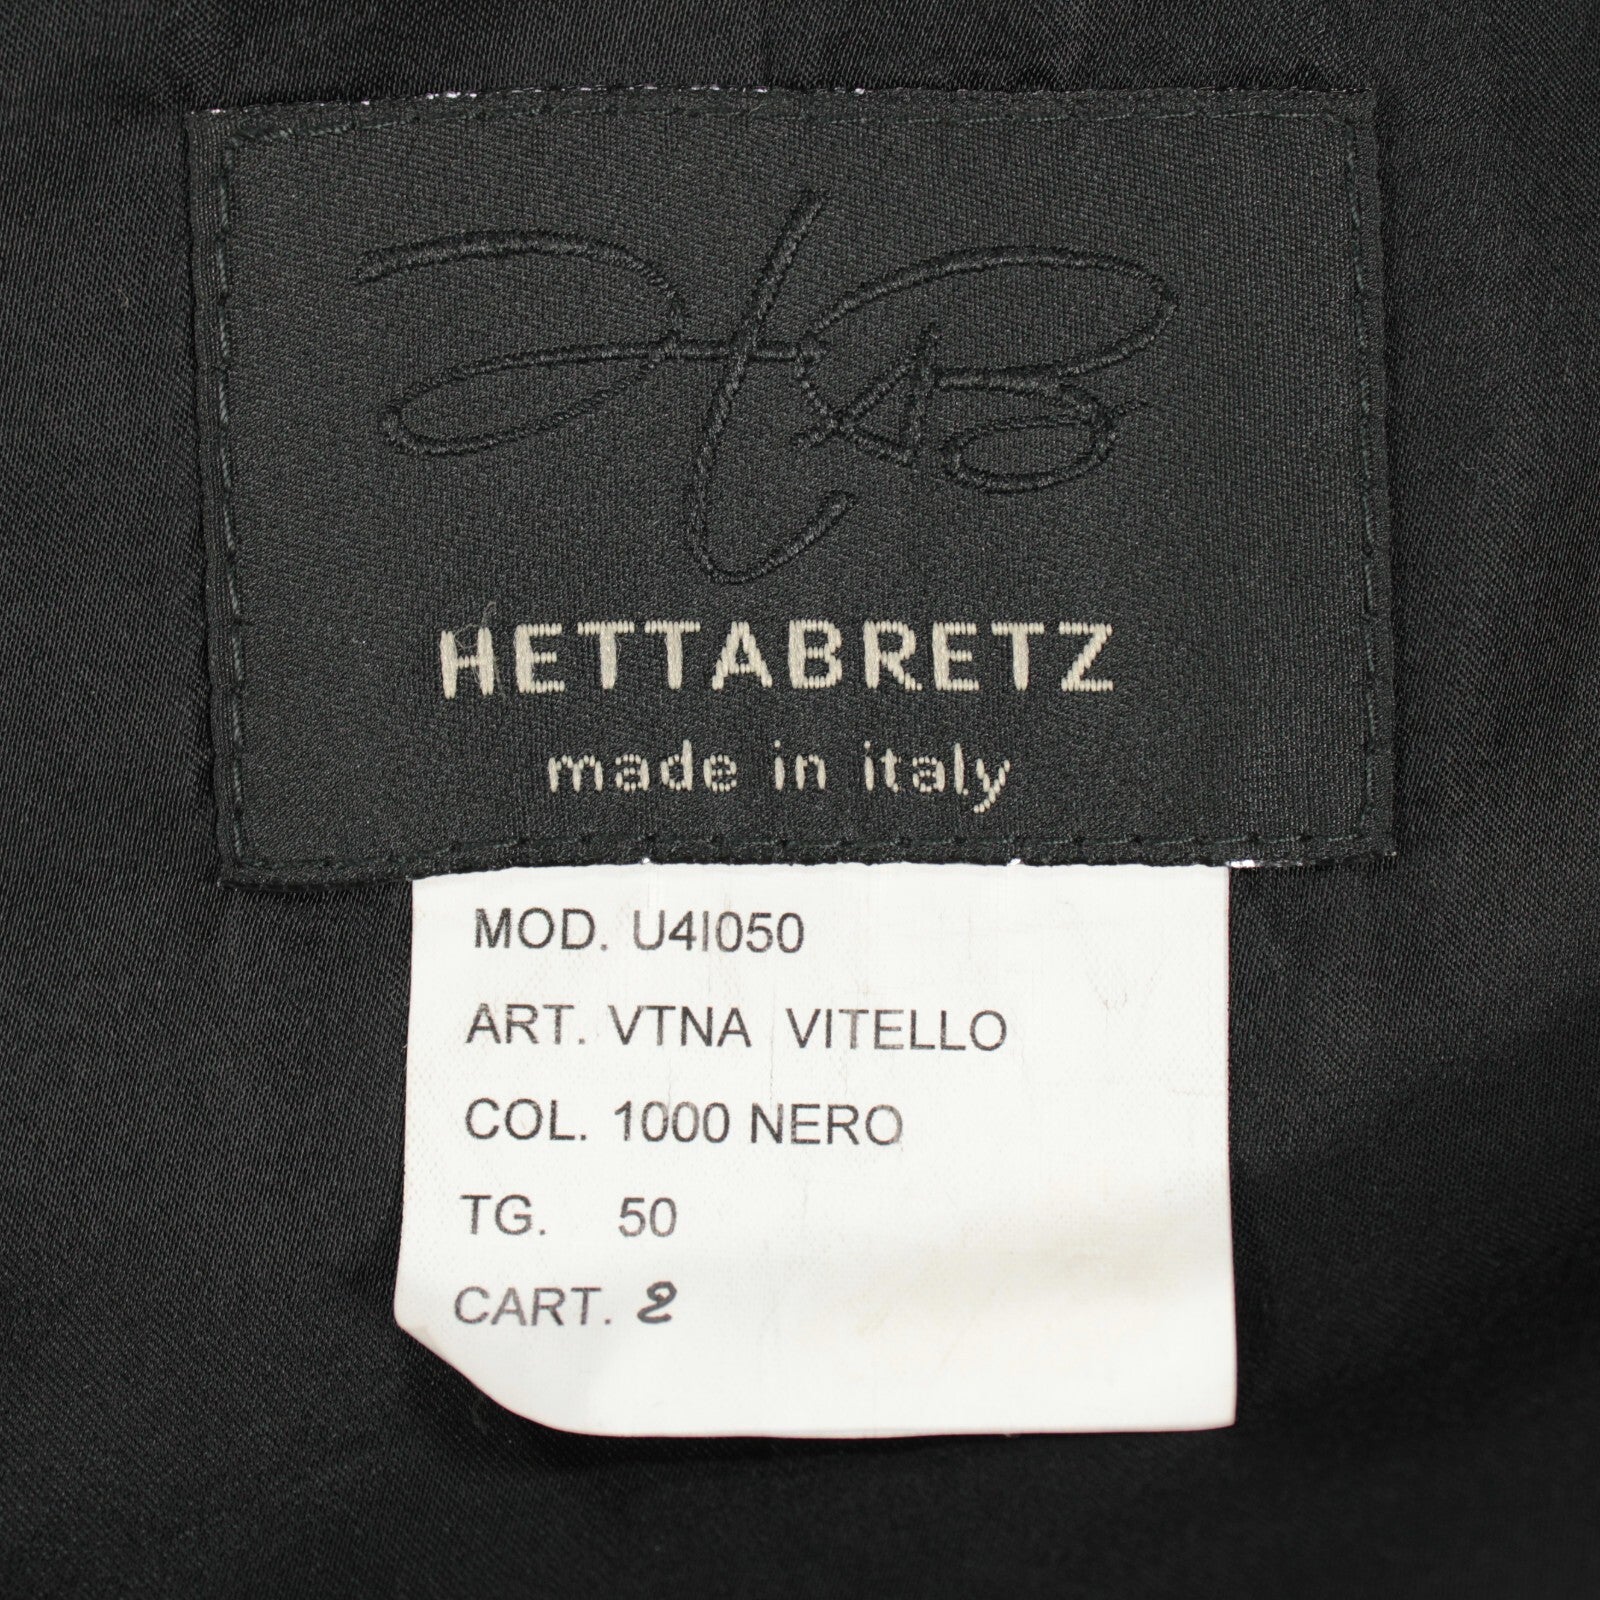 HETTABRETZ
made in italy
MOD. U4I050
ART. VTNA VITELLO
COL. 1000 NERO
TG. 50
CART. 2